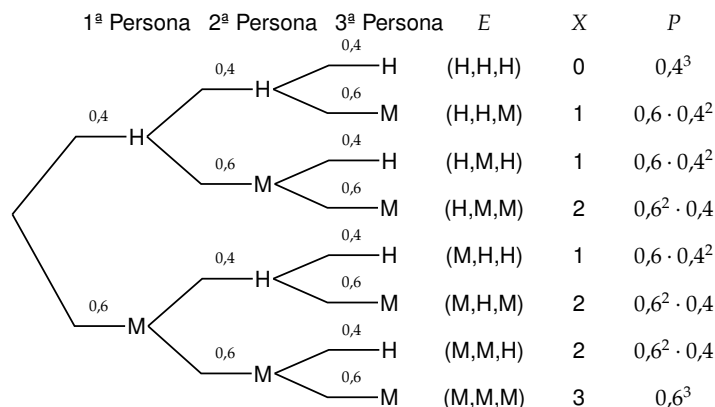 1ª Persona 2ª Persona 3ª Persona E X P
0,4 H (H,H,H) 0 0,4³
0,4 H
0,6 M (H,H,M) 1 0,6 · 0,4²
0,4 H
0,4 H (H,M,H) 1 0,6 · 0,4²
0,6 M
0,6 M (H,M,M) 2 0,6² · 0,4
0,4 H (M,H,H) 1 0,6 · 0,4²
0,4 H
0,6 M (M,H,M) 2 0,6² · 0,4
0,6 M
0,4 H (M,M,H) 2 0,6² · 0,4
0,6 M
0,6 M (M,M,M) 3 0,6³